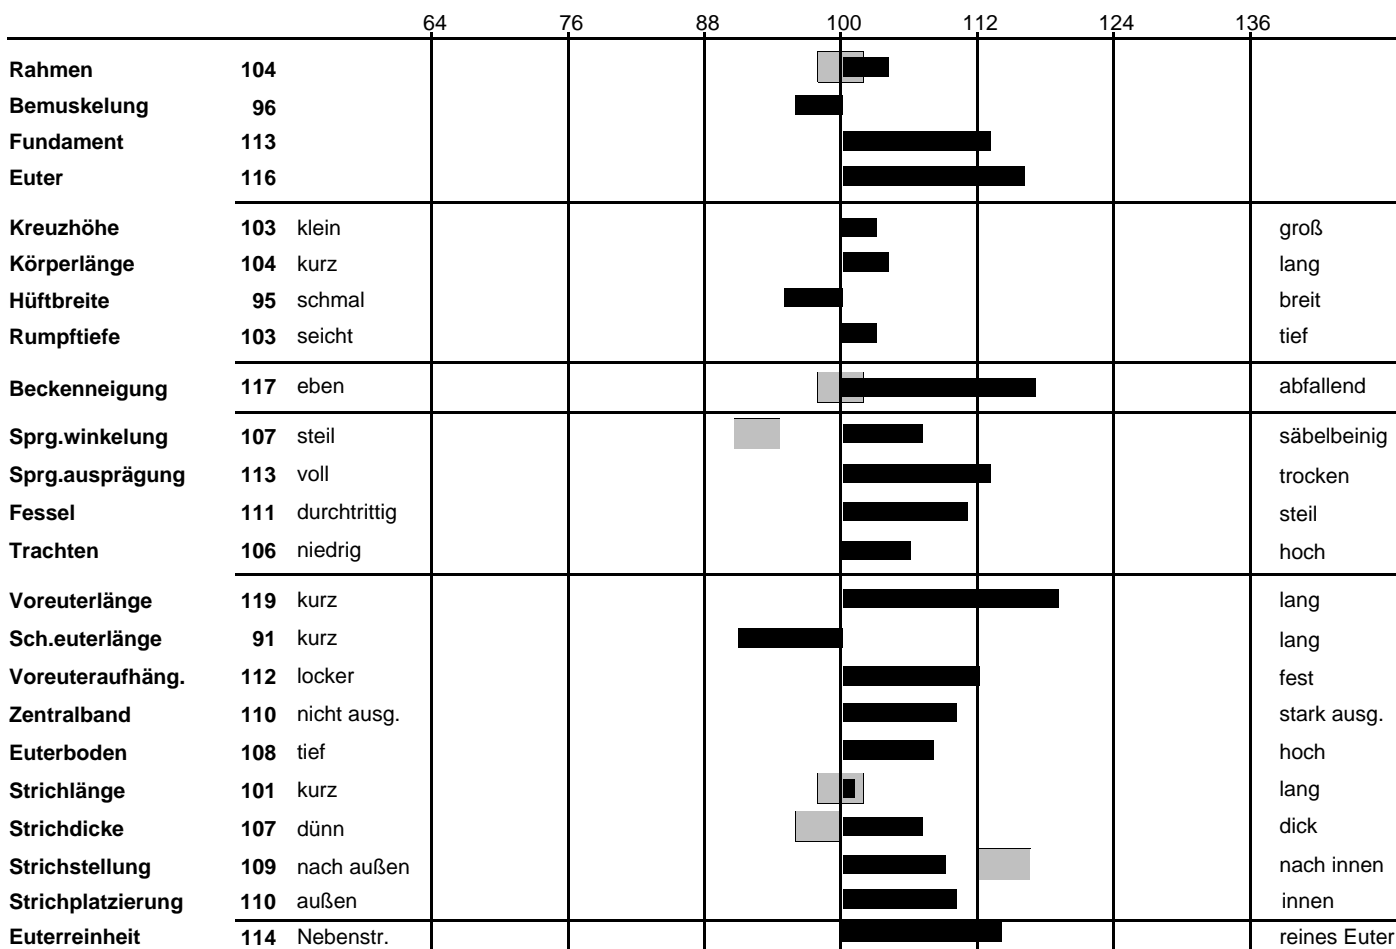 64 76 88 100 112 124 136
Rahmen 104
Bemuskelung 96
Fundament 113
Euter 116
Kreuzhöhe 103 klein groß
Körperlänge 104 kurz lang
Hüftbreite 95 schmal breit
Rumpftiefe 103 seicht tief
Beckenneigung 117 eben abfallend
Sprg.winkelung 107 steil säbelbeinig
Sprg.ausprägung 113 voll trocken
Fessel 111 durchtrittig steil
Trachten 106 niedrig hoch
Voreuterlänge 119 kurz lang
Sch.euterlänge 91 kurz lang
Voreuteraufhäng. 112 locker fest
Zentralband 110 nicht ausg. stark ausg.
Euterboden 108 tief hoch
Strichlänge 101 kurz lang
Strichdicke 107 dünn dick
Strichstellung 109 nach außen nach innen
Strichplatzierung 110 außen innen
Euterreinheit 114 Nebenstr. reines Euter